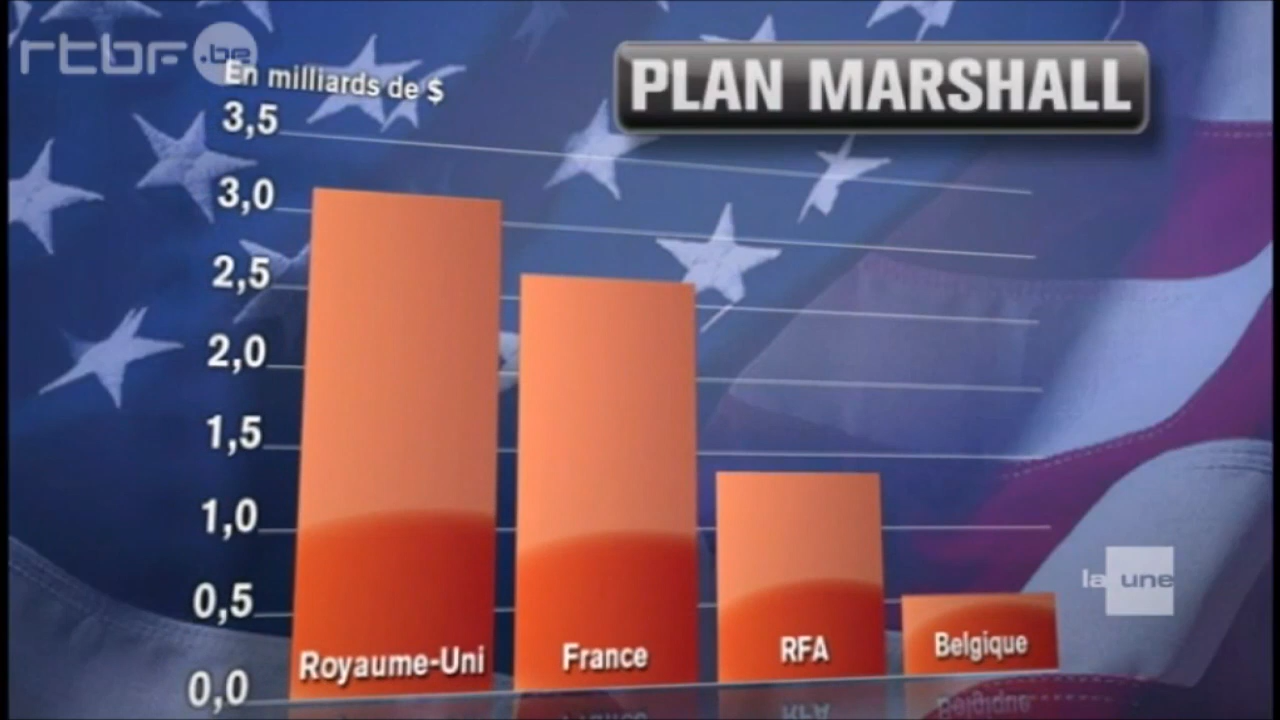 rtbf.be
PLAN MARSHALL
En milliards de $
3,5
3,0
2,5
2,0
1,5
1,0
0,5
0,0
Royaume-Uni
France
RFA
Belgique
la une